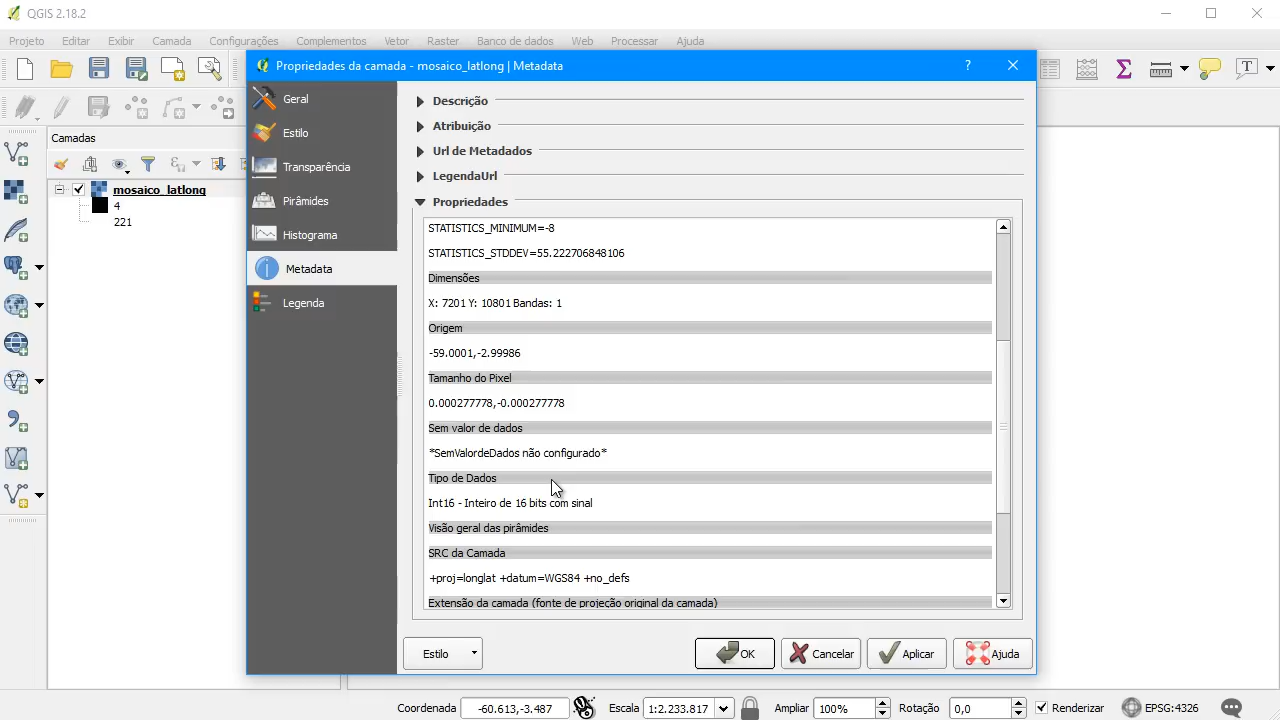 QGIS 2.18.2
Projeto Editar Exibir Camada Configurações Complementos Vetor Raster Banco de dados Web Processar Ajuda
Propriedades da camada - mosaico_latlong | Metadata
Camadas
mosaico_latlong
4
221
Geral
Estilo
Transparência
Pirâmides
Histograma
Metadata
Legenda
Descrição
Atribuição
Url de Metadados
LegendaUrl
Propriedades
STATISTICS_MINIMUM=-8
STATISTICS_STDDEV=55.222706848106
Dimensões
X: 7201 Y: 10801 Bandas: 1
Origem
-59.0001,-2.99986
Tamanho do Pixel
0.000277778,-0.000277778
Sem valor de dados
*SemValordeDados não configurado*
Tipo de Dados
Int16 - Inteiro de 16 bits com sinal
Visão geral das pirâmides
SRC da Camada
+proj=longlat +datum=WGS84 +no_defs
Extensão da camada (fonte de projeção original da camada)
Estilo OK Cancelar Aplicar Ajuda
Coordenada -60.613,-3.487 Escala 1:2.233.817 Ampliar 100% Rotação 0,0 Renderizar EPSG:4326